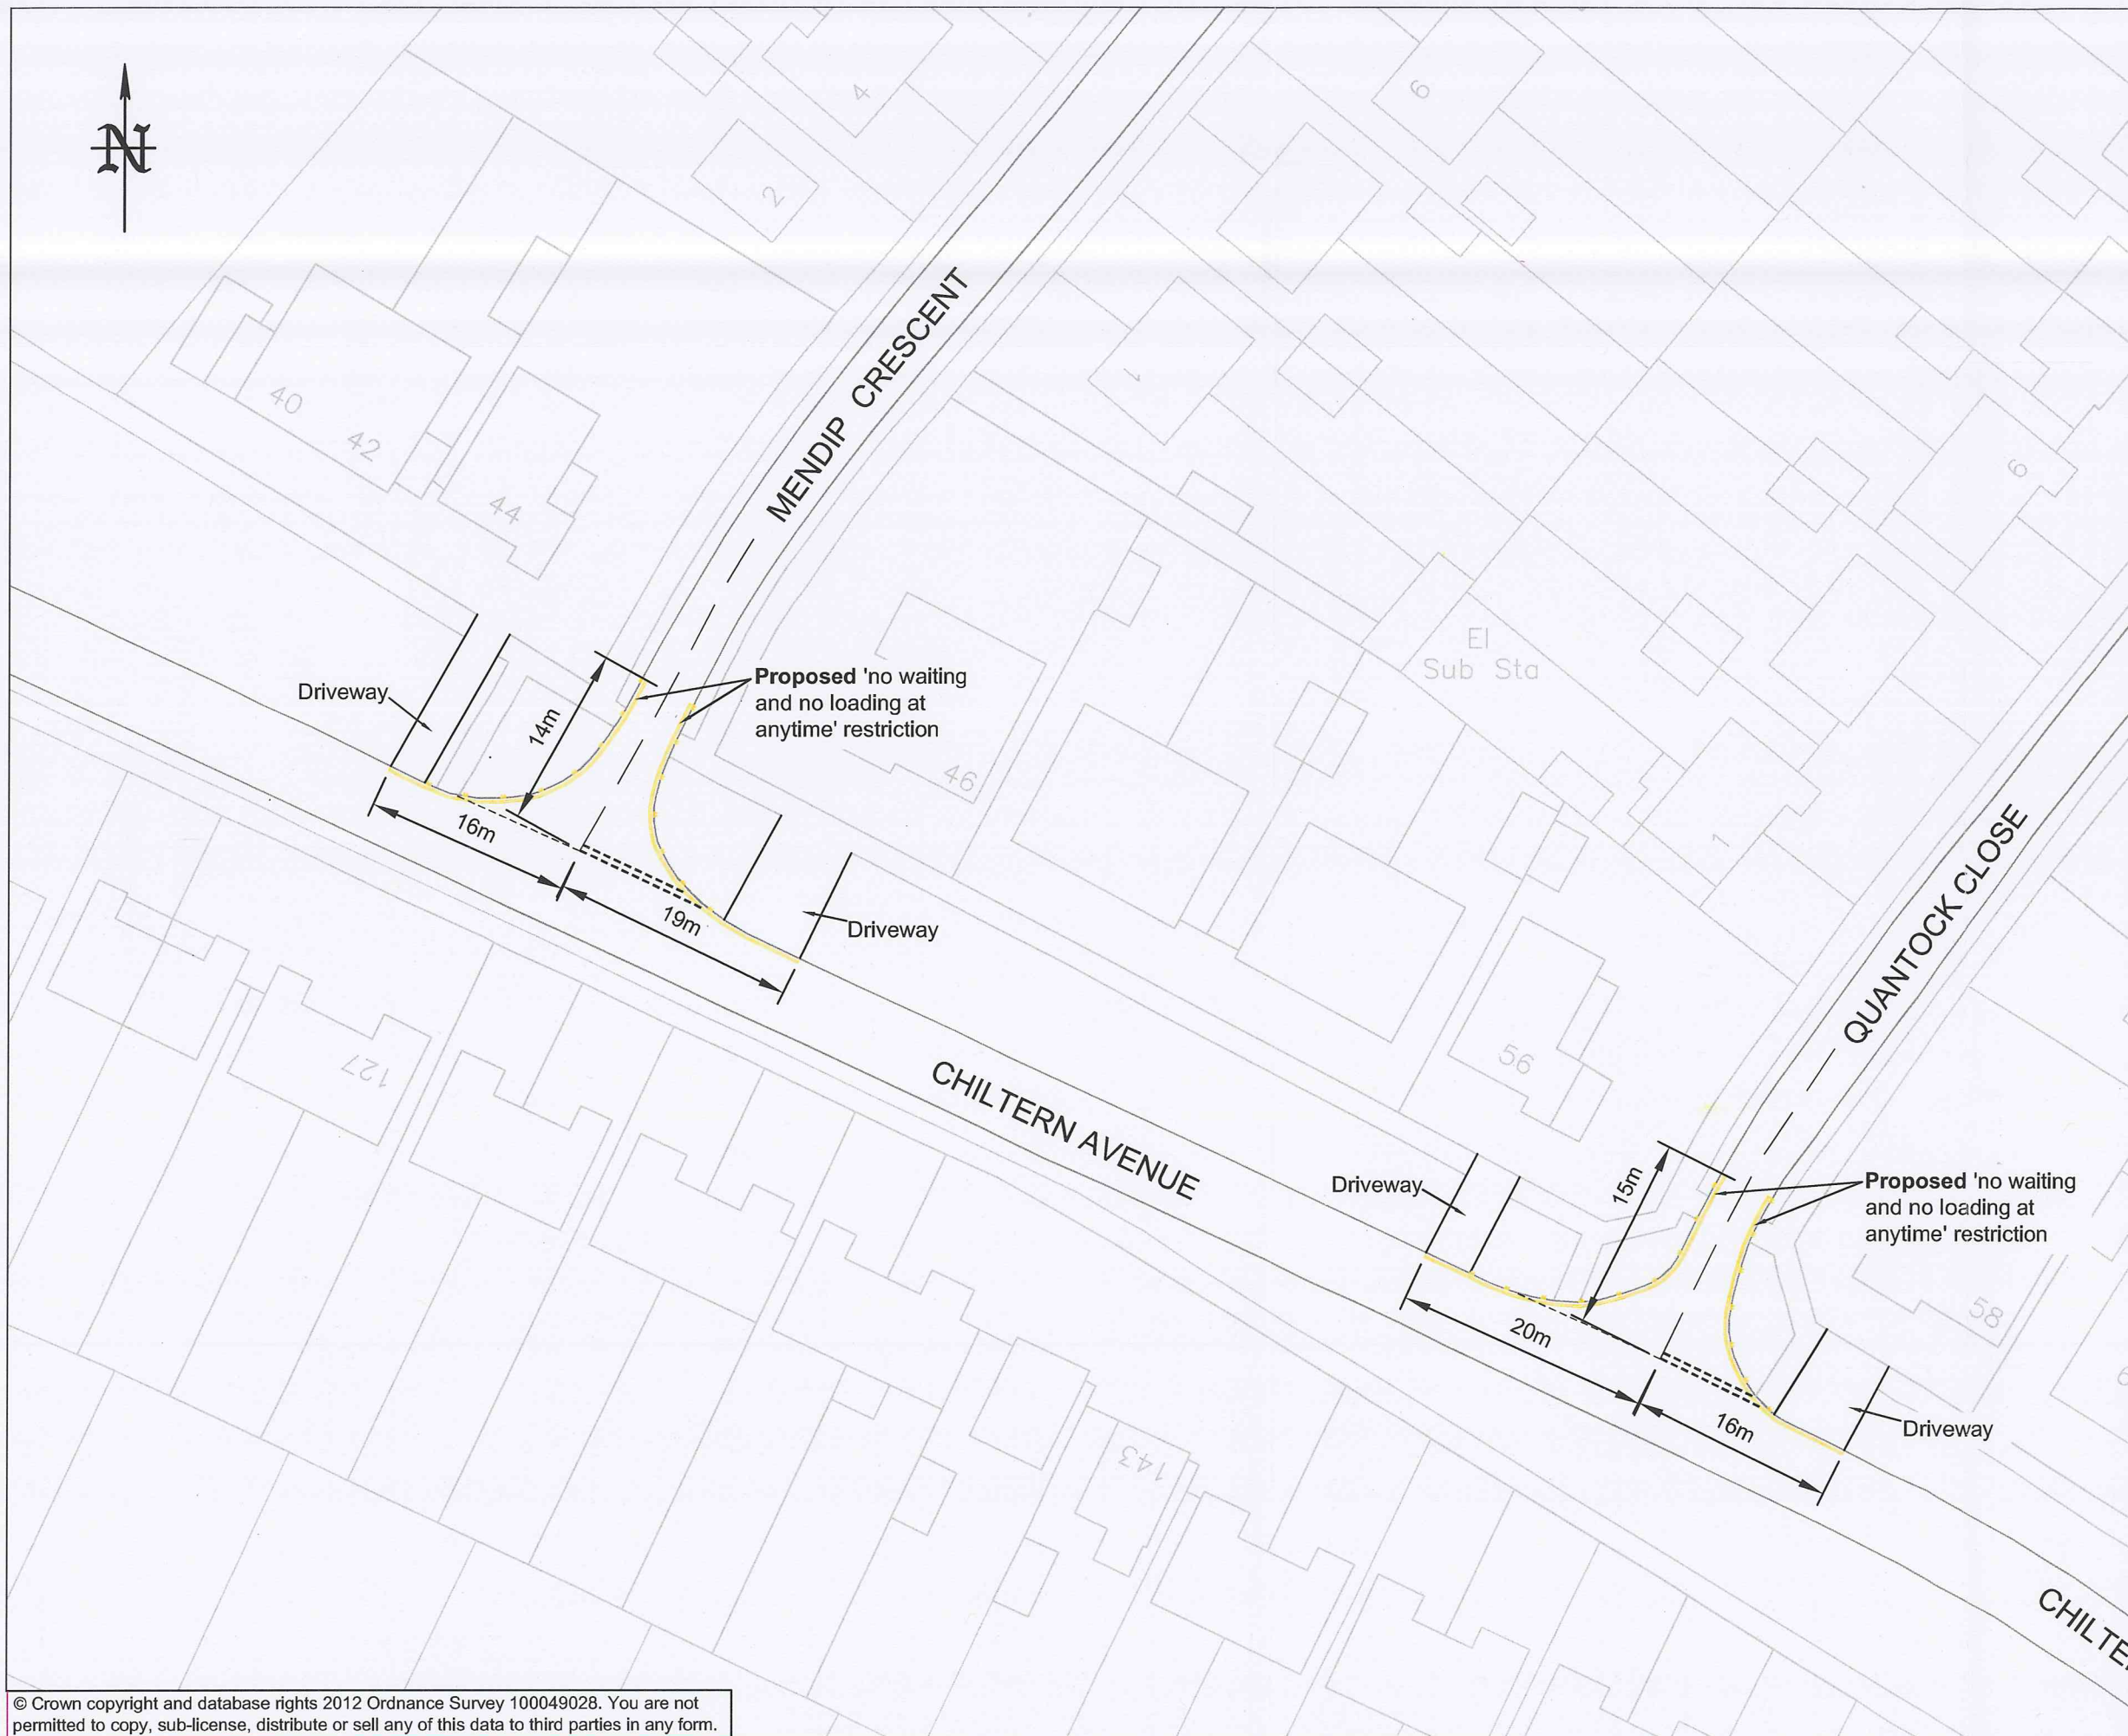 N
4
6
2
MENDIP CRESCENT
1
40
42
44
6
El
Sub Sta
Driveway
Proposed 'no waiting
and no loading at
anytime' restriction
14m
46
1
16m
19m
Driveway
QUANTOCK CLOSE
127
56
CHILTERN AVENUE
Driveway
15m
Proposed 'no waiting
and no loading at
anytime' restriction
58
20m
16m
Driveway
143
CHILTE
© Crown copyright and database rights 2012 Ordnance Survey 100049028. You are not
permitted to copy, sub-license, distribute or sell any of this data to third parties in any form.